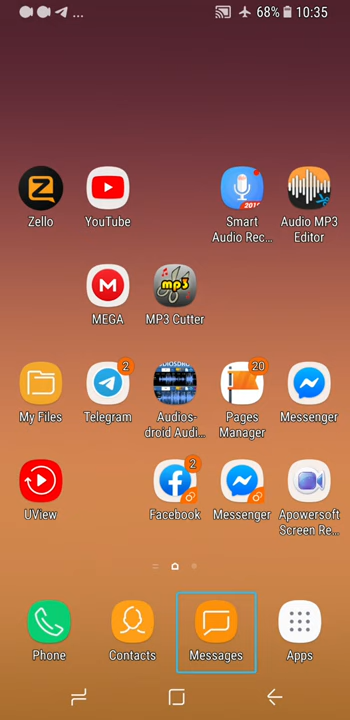 ... 68% 10:35
Zello YouTube Smart Audio Rec... Audio MP3 Editor
2016
MEGA MP3 Cutter
mp3
2 20
My Files Telegram Audios-droid Audi... Pages Manager Messenger
2
UView Facebook Messenger Apowersoft Screen Re...
Phone Contacts Messages Apps